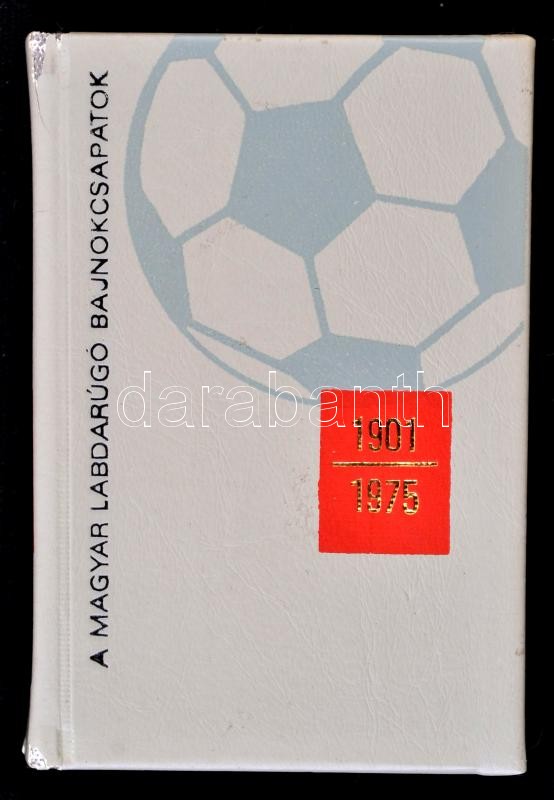 A MAGYAR LABDARÚGÓ BAJNOKCSAPATOK
1901
1975
darabanth